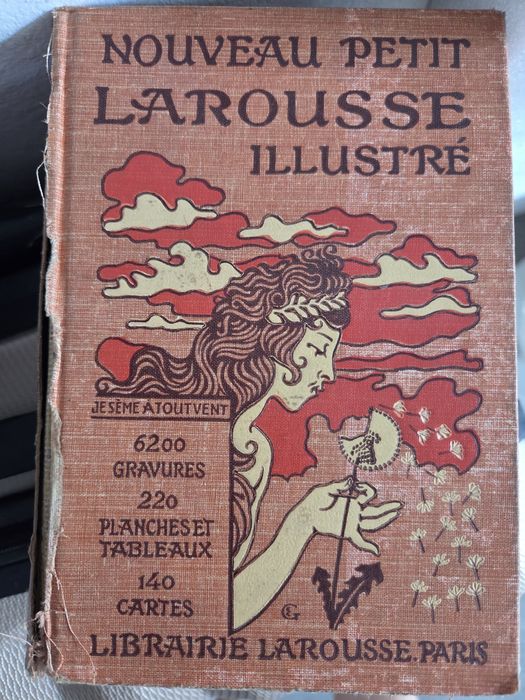 NOUVEAU PETIT
LAROUSSE
ILLUSTRÉ
JE SÈME A TOUT VENT
6200
GRAVURES
220
PLANCHES ET
TABLEAUX
140
CARTES
LIBRAIRIE LAROUSSE. PARIS